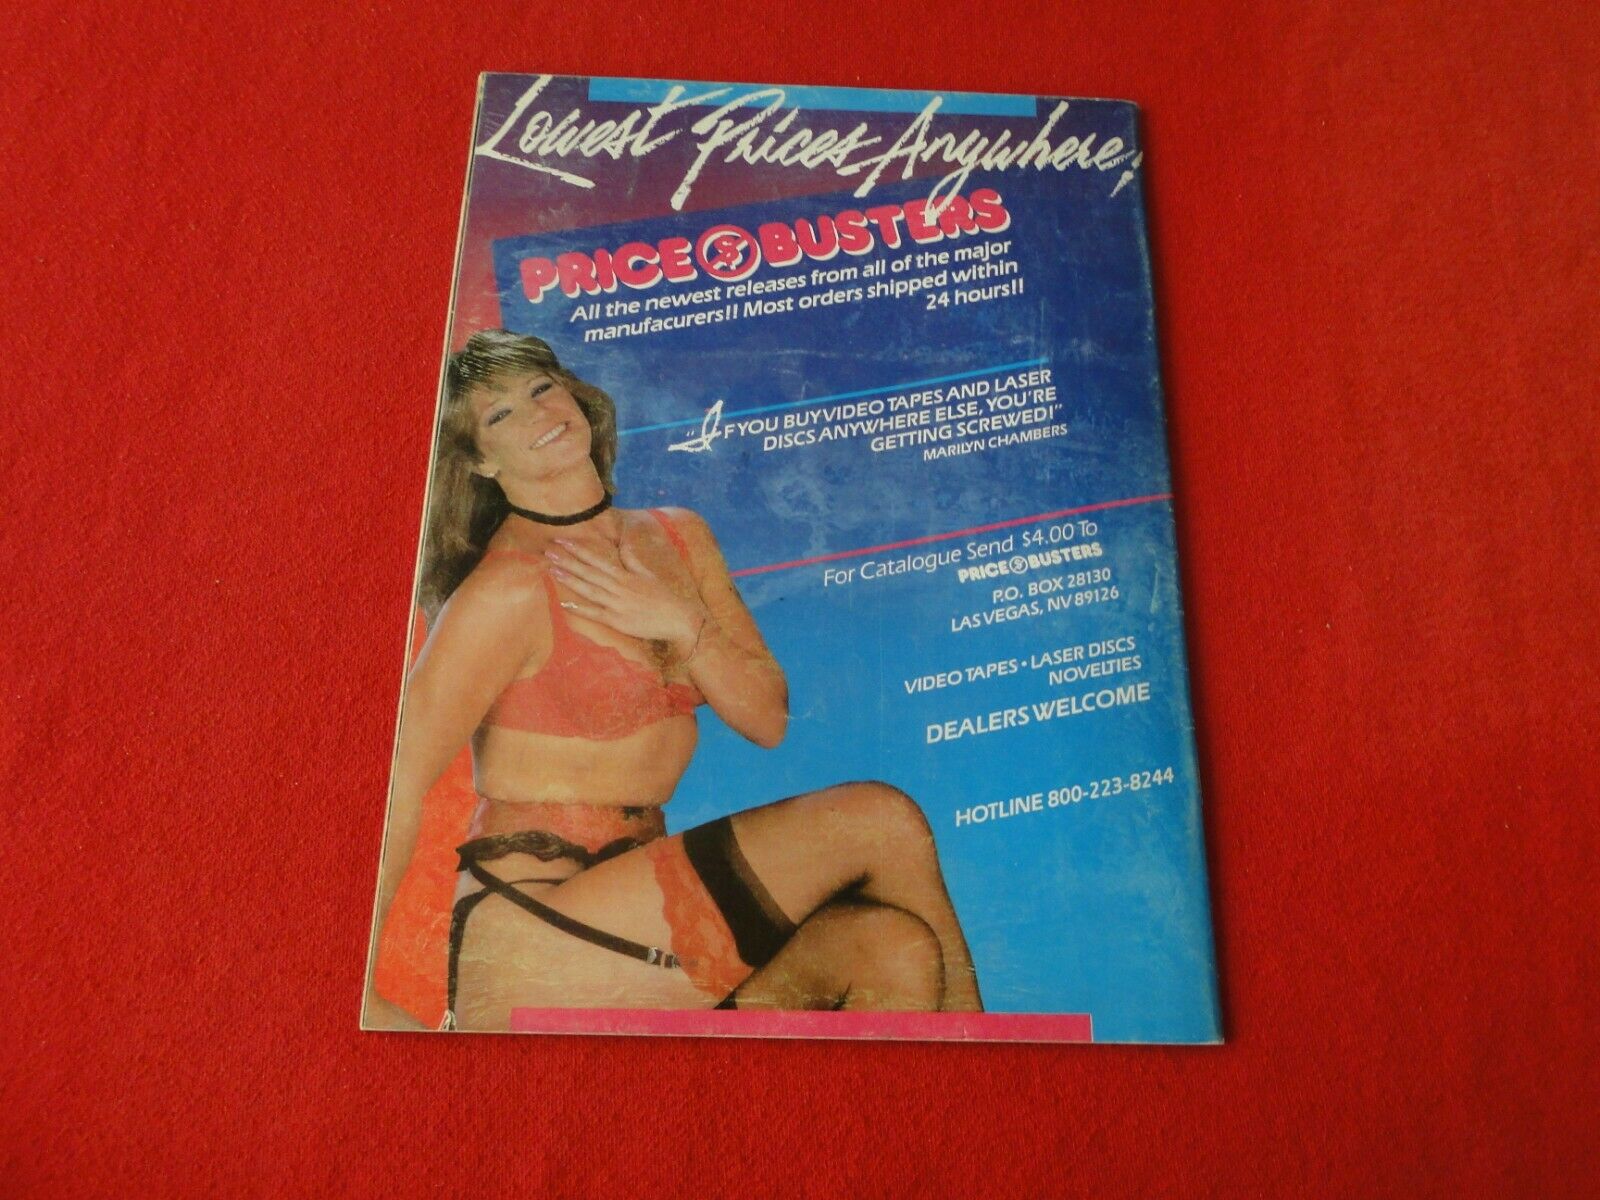 Lowest Prices Anywhere!
PRICE $ BUSTERS
All the newest releases from all of the major
manufacurers!! Most orders shipped within
24 hours!!
"IF YOU BUY VIDEO TAPES AND LASER
DISCS ANYWHERE ELSE, YOU'RE
GETTING SCREWED!"
MARILYN CHAMBERS
For Catalogue Send $4.00 To
PRICE $ BUSTERS
P.O. BOX 28130
LAS VEGAS, NV 89126
VIDEO TAPES • LASER DISCS
NOVELTIES
DEALERS WELCOME
HOTLINE 800-223-8244